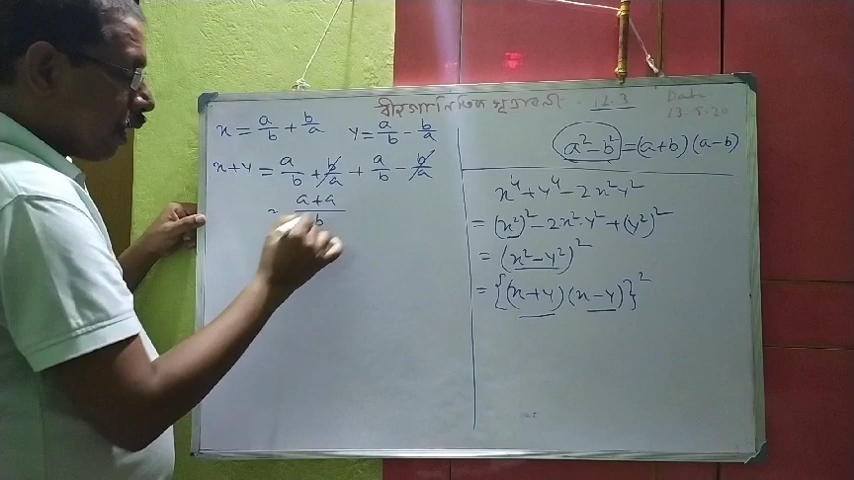 বীজগাণিতিক সূত্রাবলী - 12.3
Date
13-5-20
x = a/b + b/a y = a/b - b/a
x+y = a/b + b/a + a/b - b/a
= a+a/b
a² - b² = (a+b)(a-b)
x⁴ + y⁴ - 2x²y²
= (x²)² - 2x²·y² + (y²)²
= (x² - y²)²
= {(x+y)(x-y)}²